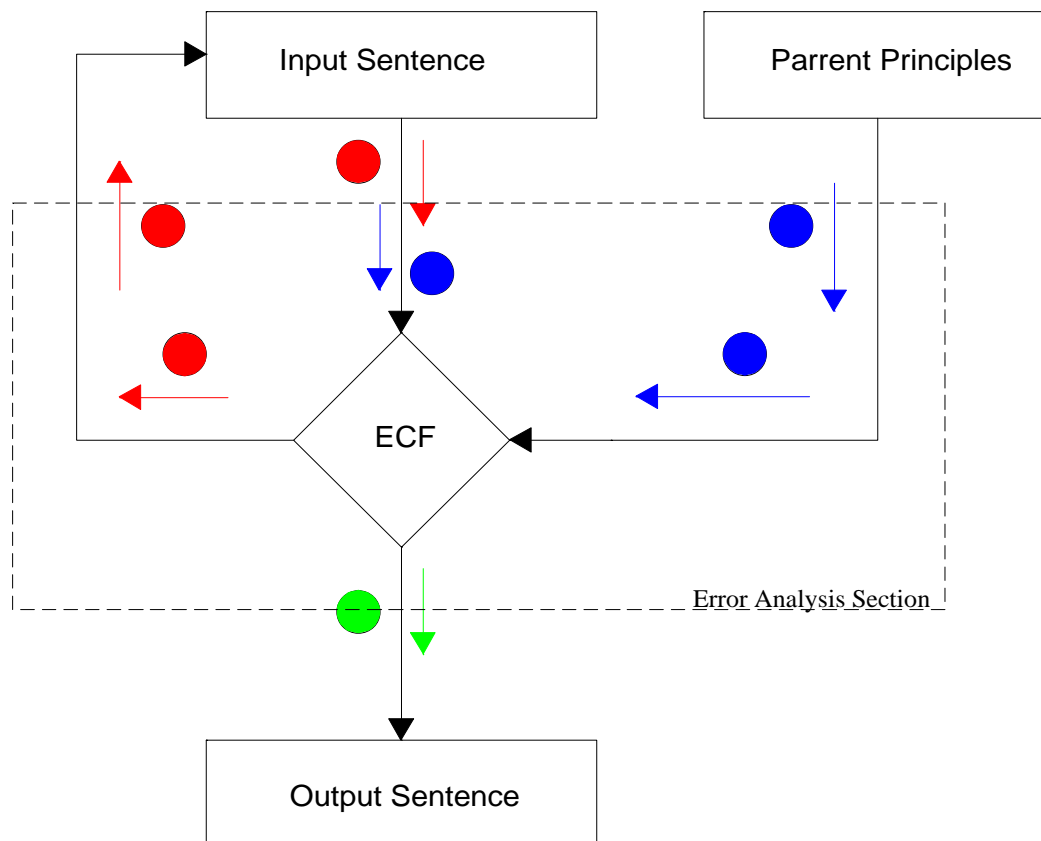 Input Sentence
Parrent Principles
ECF
Error Analysis Section
Output Sentence